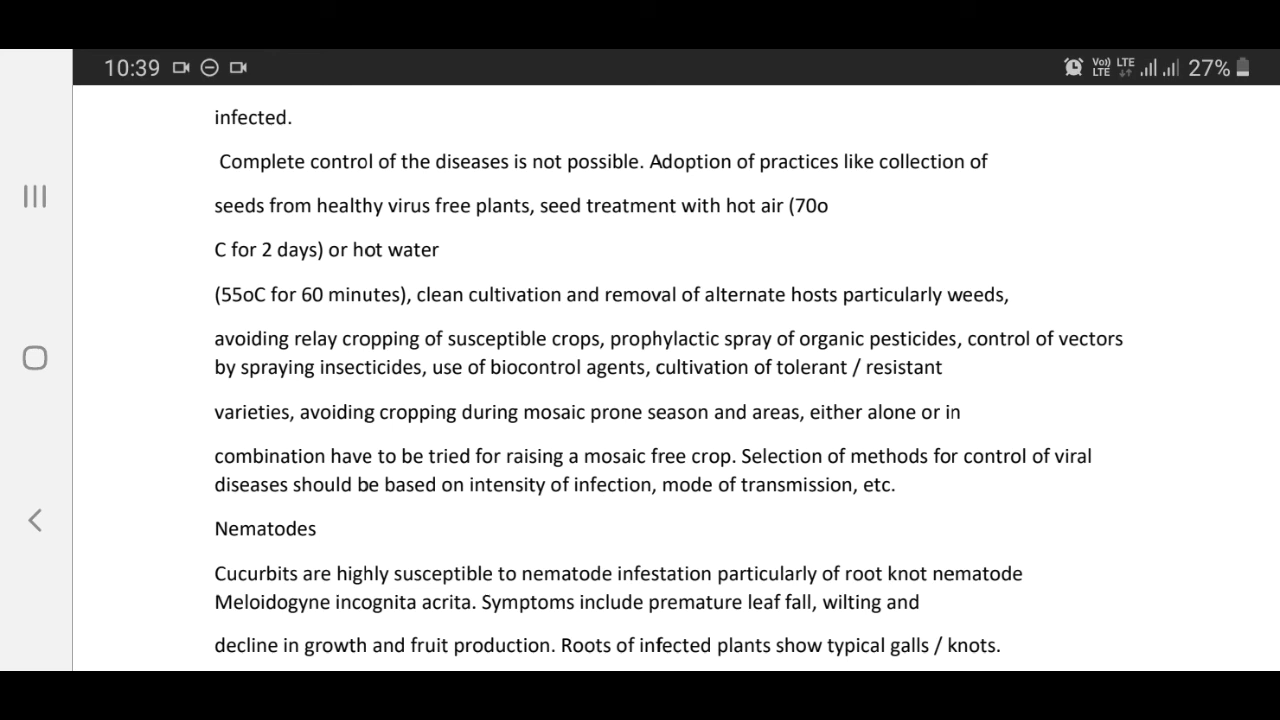 10:39
Vo) LTE LTE 27%
infected.
Complete control of the diseases is not possible. Adoption of practices like collection of
seeds from healthy virus free plants, seed treatment with hot air (70o
C for 2 days) or hot water
(55oC for 60 minutes), clean cultivation and removal of alternate hosts particularly weeds,
avoiding relay cropping of susceptible crops, prophylactic spray of organic pesticides, control of vectors
by spraying insecticides, use of biocontrol agents, cultivation of tolerant / resistant
varieties, avoiding cropping during mosaic prone season and areas, either alone or in
combination have to be tried for raising a mosaic free crop. Selection of methods for control of viral
diseases should be based on intensity of infection, mode of transmission, etc.
Nematodes
Cucurbits are highly susceptible to nematode infestation particularly of root knot nematode
Meloidogyne incognita acrita. Symptoms include premature leaf fall, wilting and
decline in growth and fruit production. Roots of infected plants show typical galls / knots.